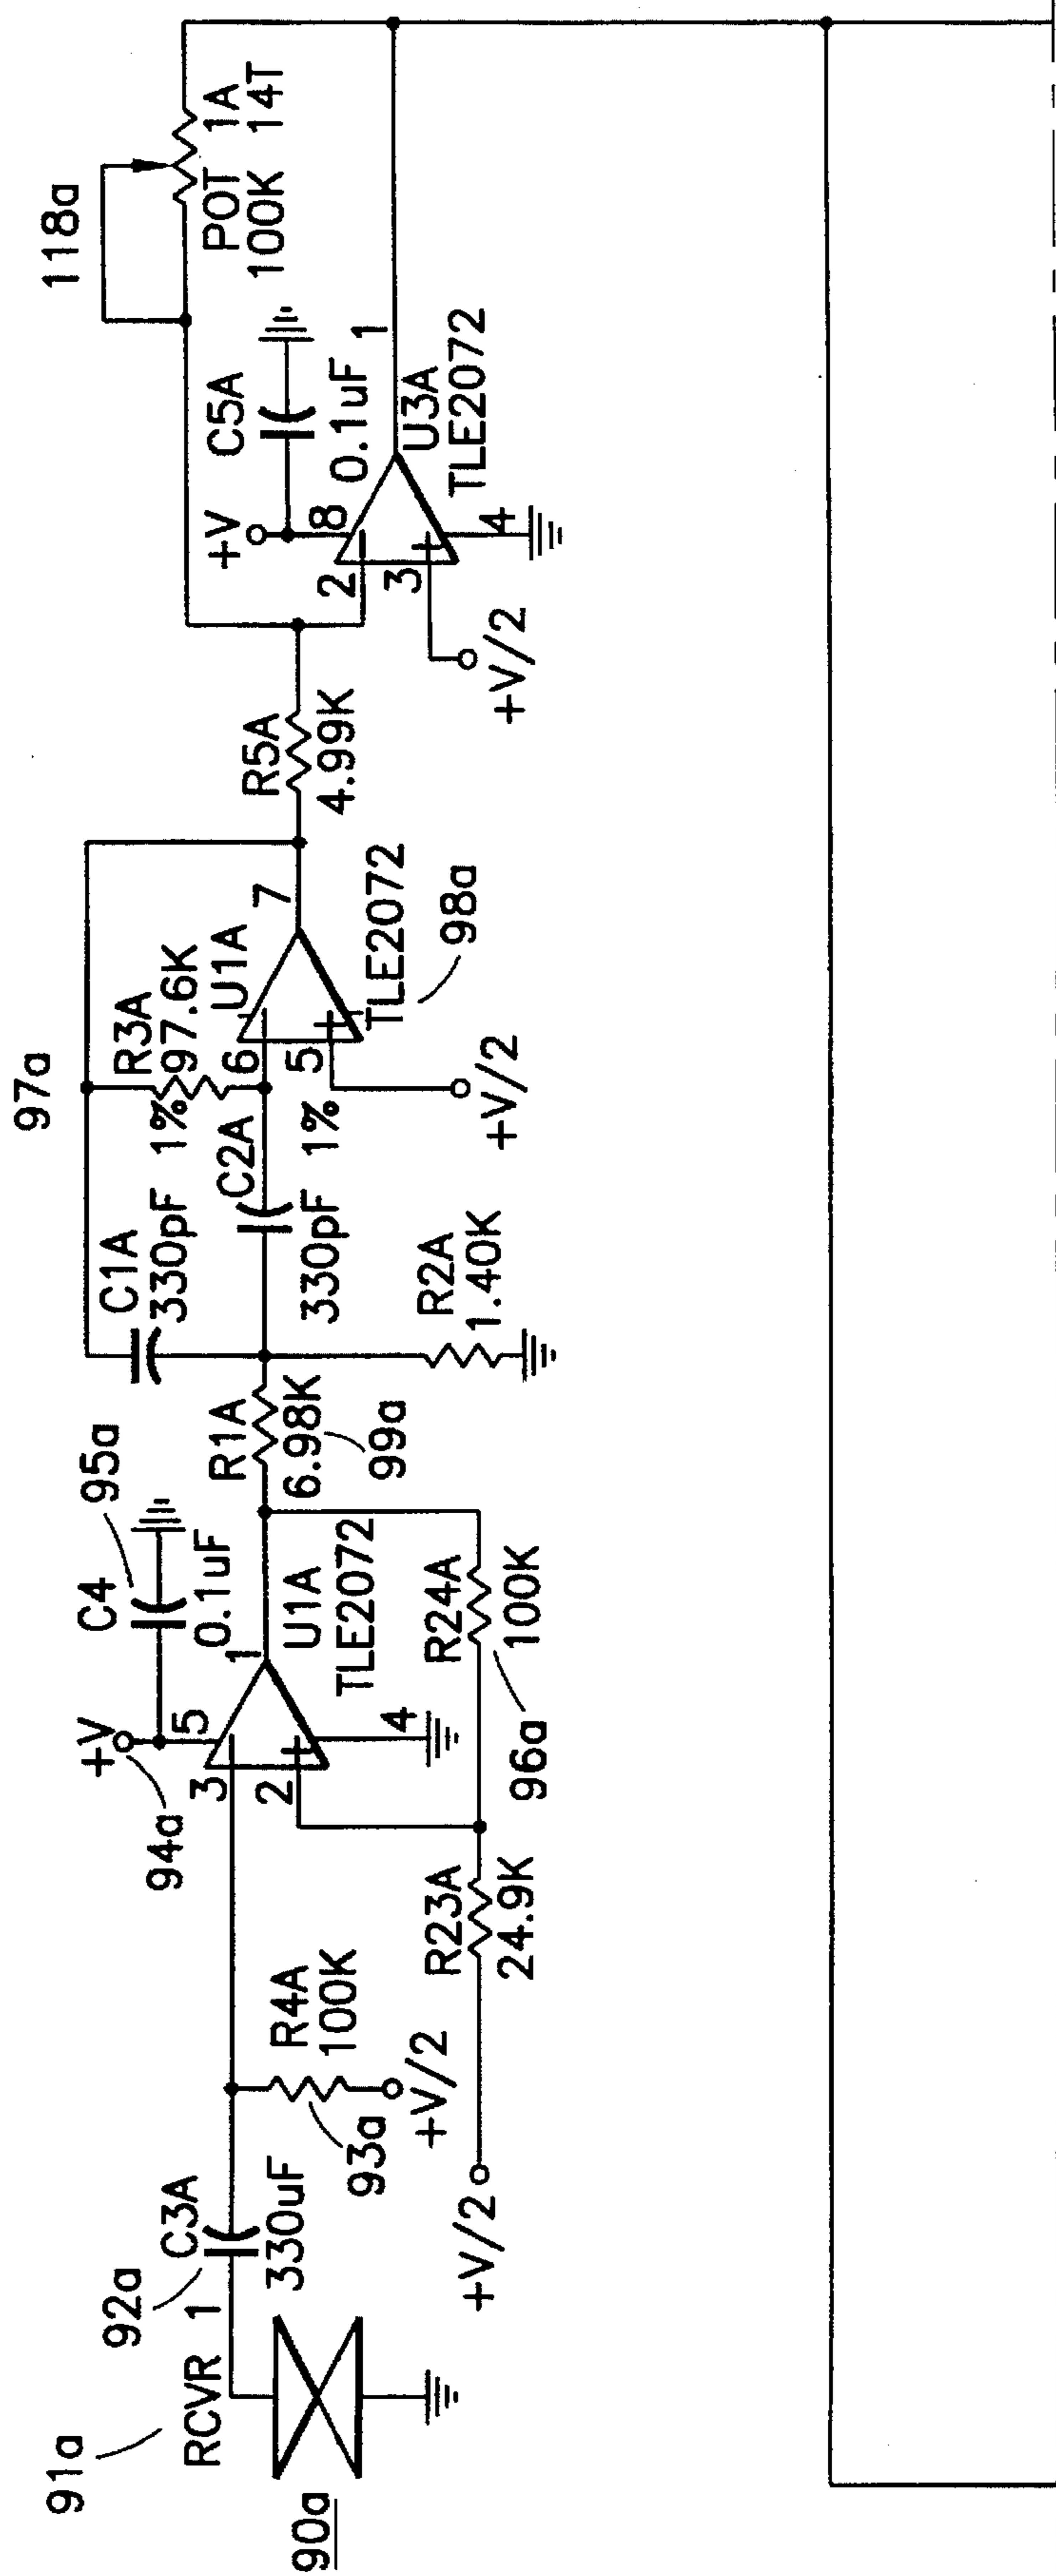 91a
RCVR 1
90a
92a
C3A
330uF
R4A
100K
93a
+V/2
+V/2
R23A
24.9K
94a
+V
C4
95a
0.1uF
5
3
2
1
4
U1A
TLE2072
R24A
100K
96a
R1A
6.98K
99a
C1A
330pF
C2A
330pF
1%
R2A
1.40K
97a
R3A
97.6K
1%
6
5
7
U1A
TLE2072
98a
+V/2
R5A
4.99K
118a
POT 1A
100K 14T
C5A
0.1uF
+V
8
2
3
1
4
U3A
TLE2072
+V/2